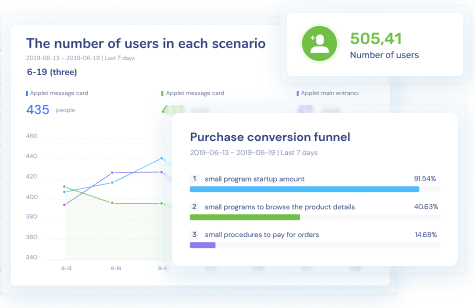 The number of users in each scenario
2019-06-13 - 2019-06-19 | Last 7 days
6-19 (three)
Applet message card
435 people
Applet message card
Applet main entranc
480
440
420
400
380
360
340
6-13
6-14
505,41
Number of users
Purchase conversion funnel
2019-06-13 - 2019-06-19 | Last 7 days
1 small program startup amount 91.54%
2 small programs to browse the product details 40.63%
3 small procedures to pay for orders 14.68%